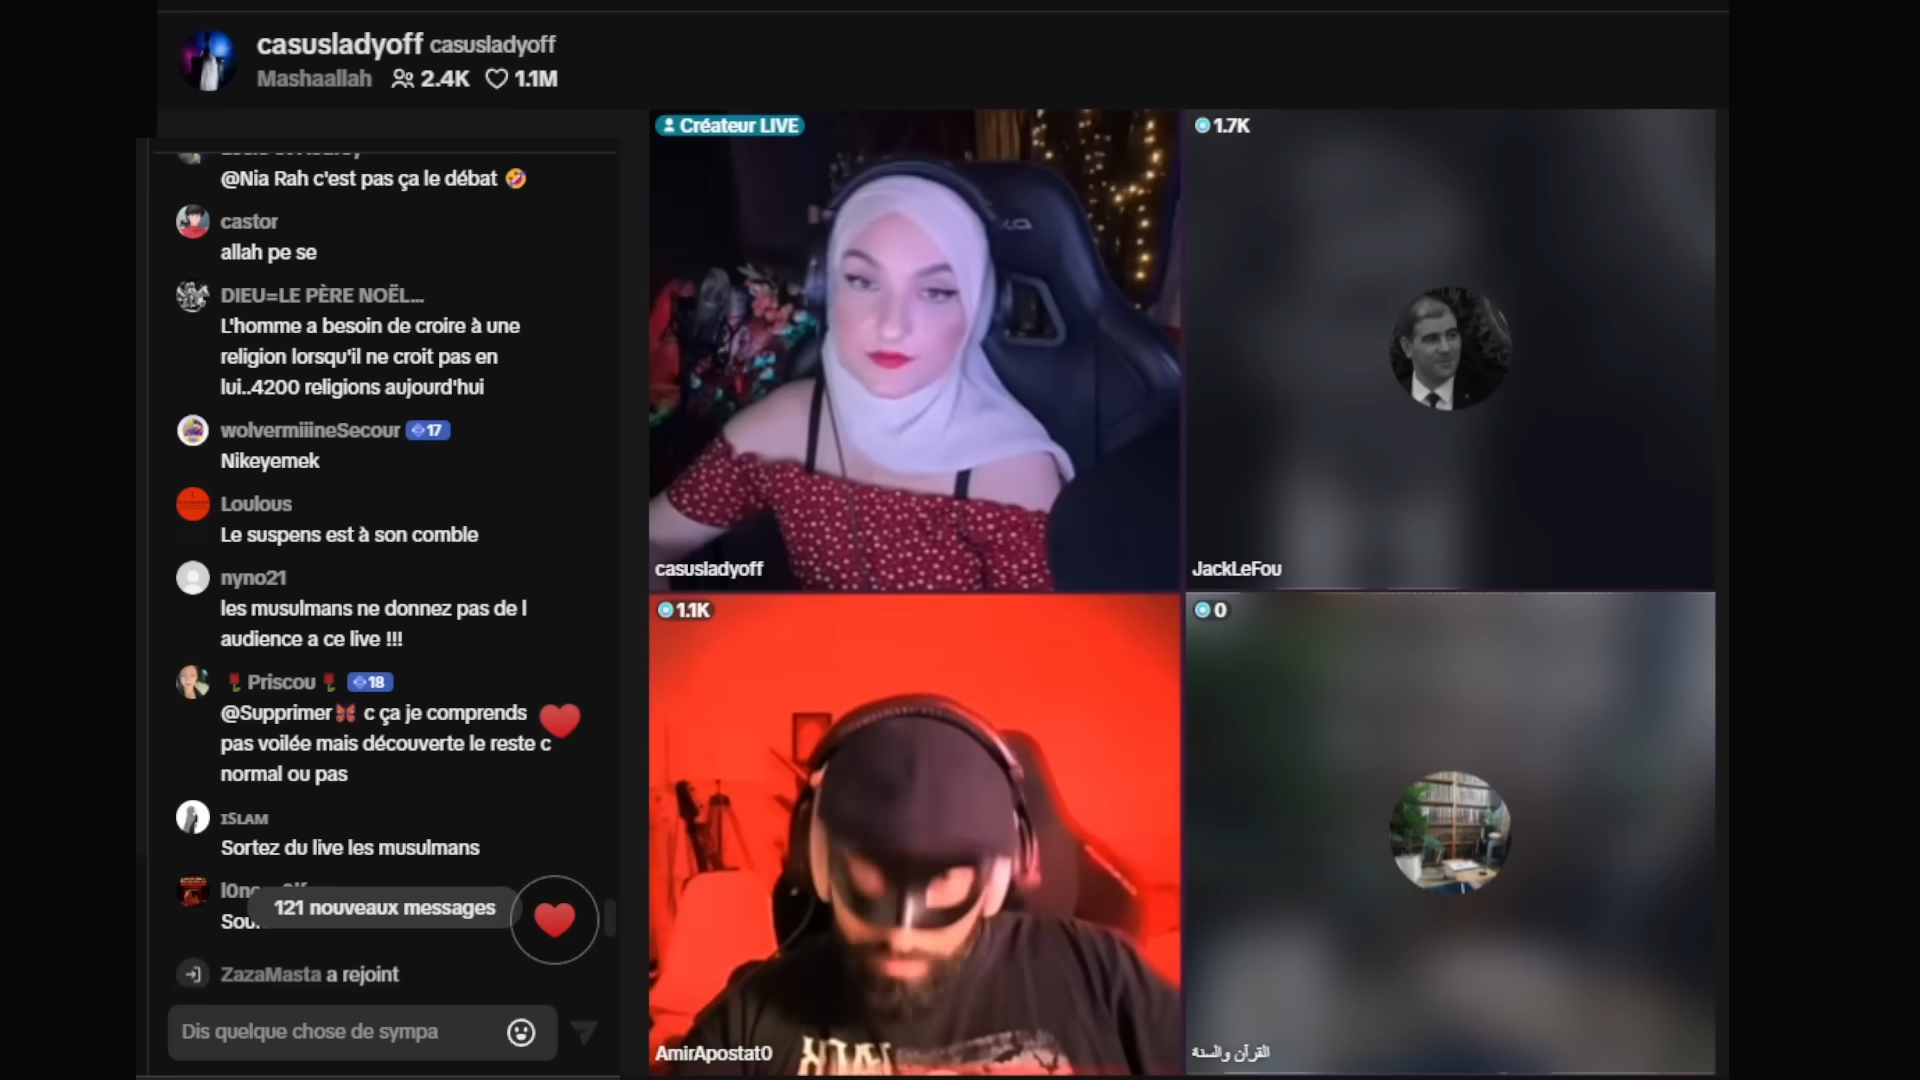 casusladyoff casusladyoff
Mashaallah 2.4K 1.1M
@Nia Rah c'est pas ça le débat 🤣
castor
allah pe se
DIEU=LE PÈRE NOËL...
L'homme a besoin de croire à une
religion lorsqu'il ne croit pas en
lui..4200 religions aujourd'hui
wolvermiiineSecour 17
Nikeyemek
Loulous
Le suspens est à son comble
nyno21
les musulmans ne donnez pas de l
audience a ce live !!!
🌹Priscou🌹 18
@Supprimer🦋 c ça je comprends
pas voilée mais découverte le reste c
normal ou pas
ɪSLAM
Sortez du live les musulmans
121 nouveaux messages
ZazaMasta a rejoint
Dis quelque chose de sympa
Créateur LIVE
casusladyoff
1.7K
JackLeFou
1.1K
AmirApostat0
0
القرآن والسنة